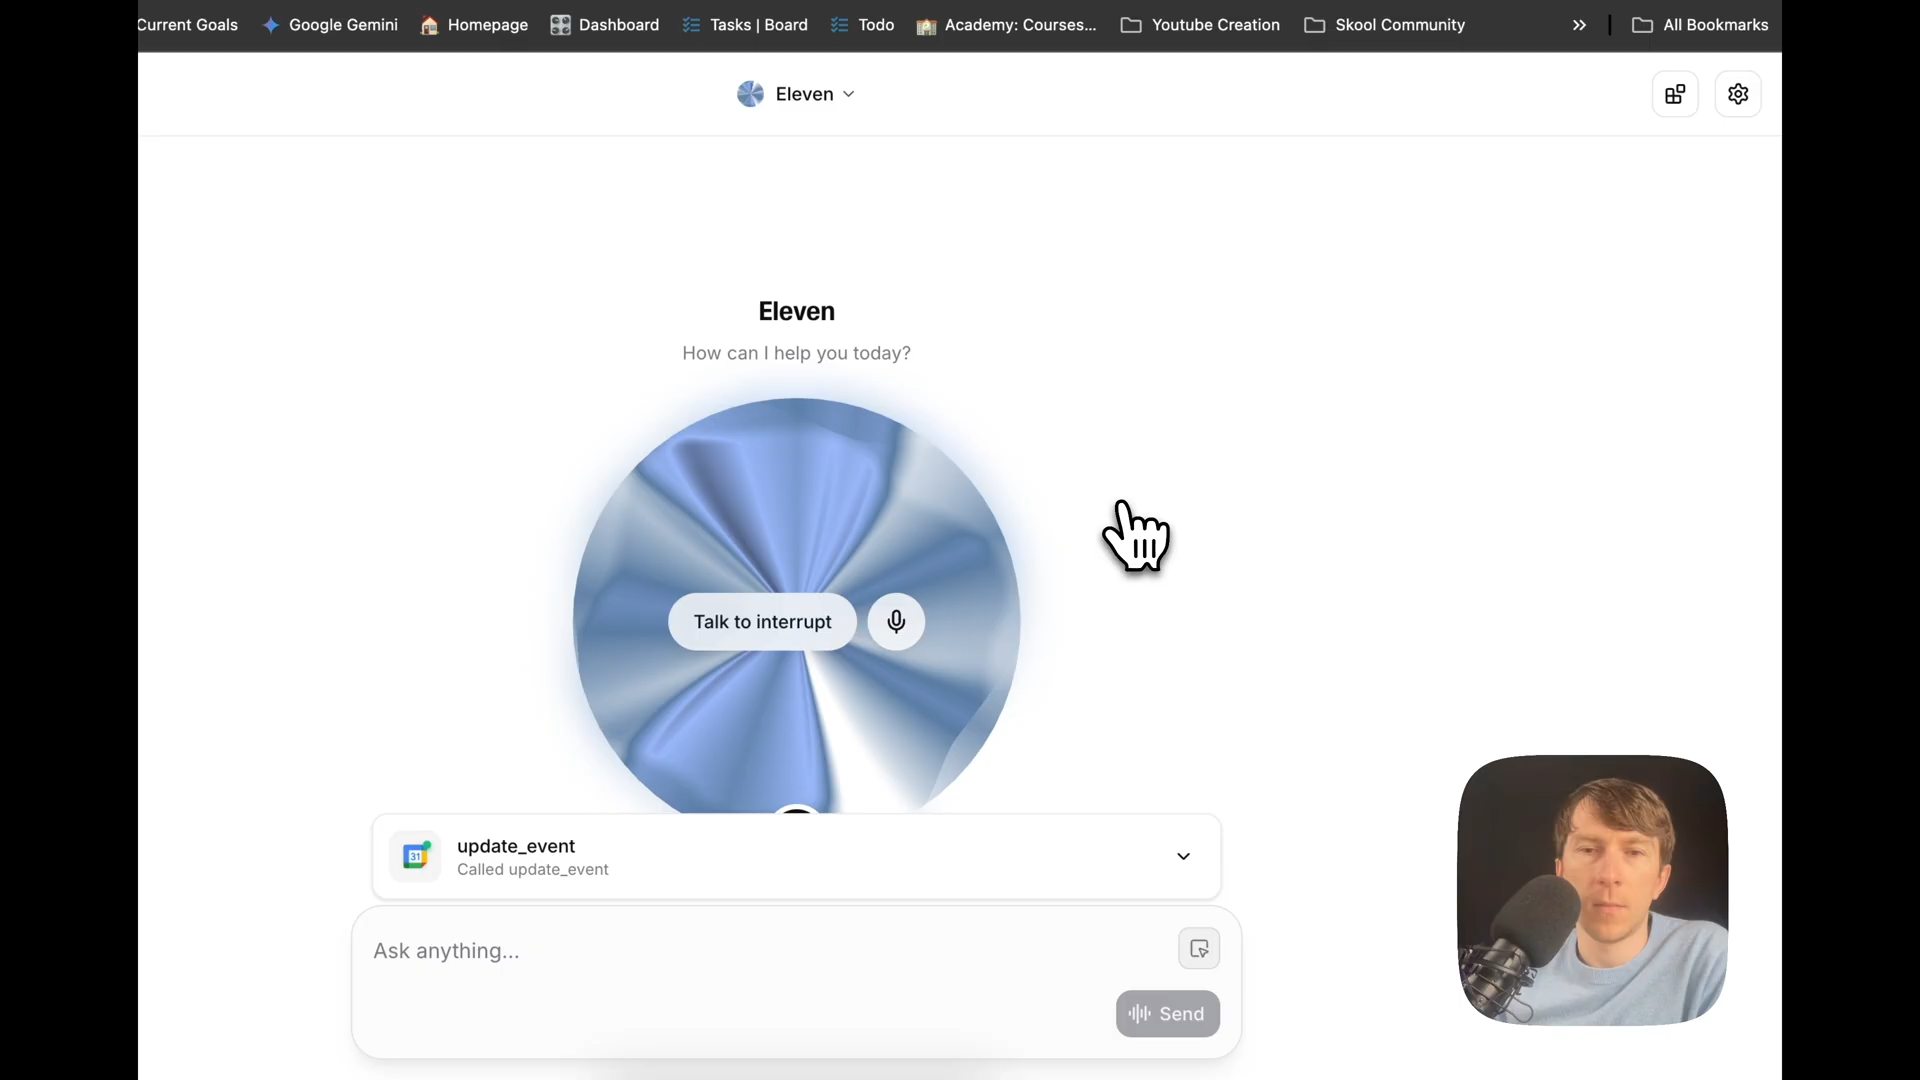 Current Goals
Google Gemini
Homepage
Dashboard
Tasks | Board
Todo
Academy: Courses...
Youtube Creation
Skool Community
All Bookmarks
Eleven
Eleven
How can I help you today?
Talk to interrupt
31
update_event
Called update_event
Ask anything...
Send